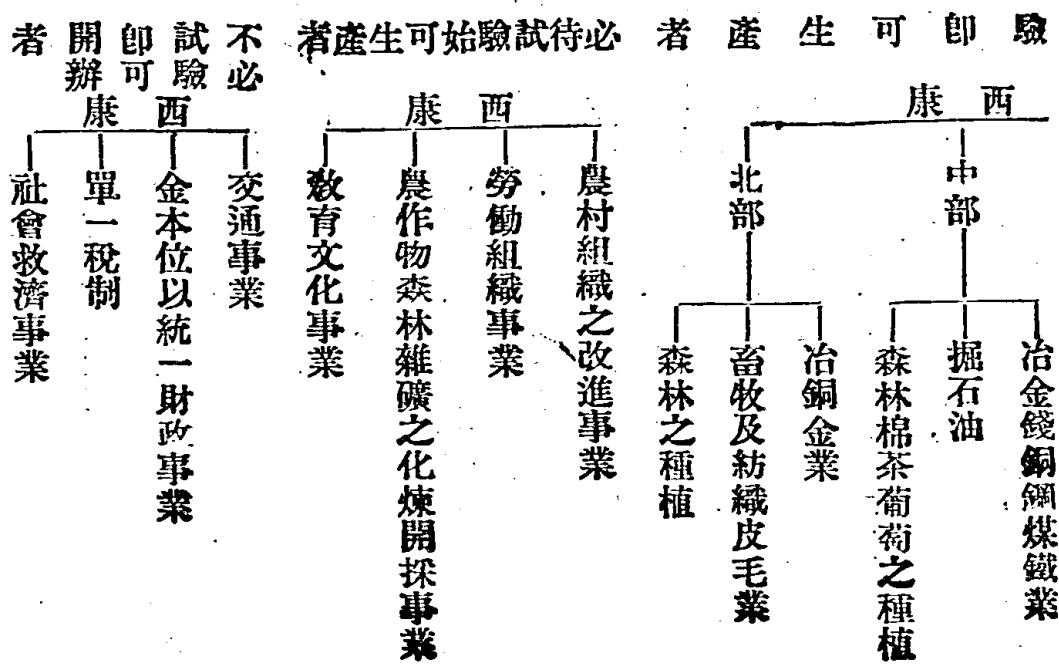 驗即可生產者
西康
中部
冶金錢銅鋼煤鐵業
掘石油
森林棉茶葡萄之種植
北部
冶銅金業
畜牧及紡織皮毛業
森林之種植
必待試驗始可生產者
西康
農村組織之改進事業
勞働組織事業
農作物森林雜礦之化煉開採事業
教育文化事業
不必試驗卽可開辦者
西康
交通事業
金本位以統一財政事業
單一稅制
社會救濟事業